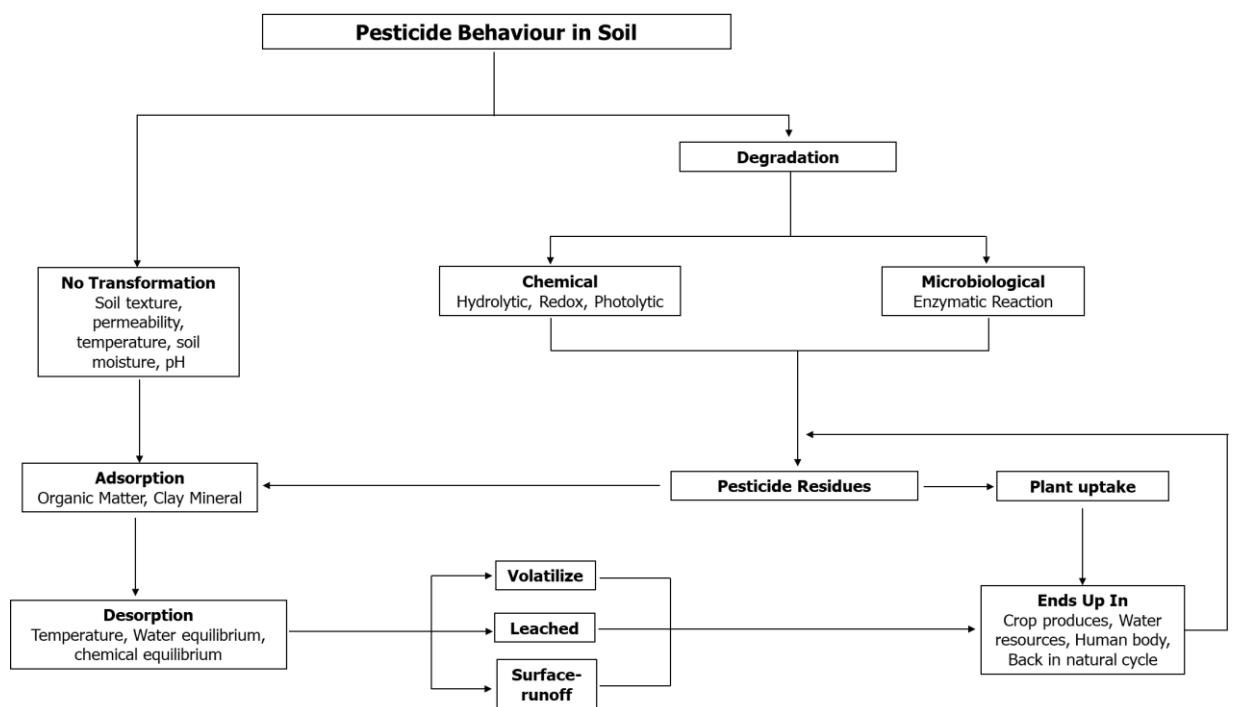 Pesticide Behaviour in Soil
Degradation
No Transformation
Soil texture,
permeability,
temperature, soil
moisture, pH
Chemical
Hydrolytic, Redox, Photolytic
Microbiological
Enzymatic Reaction
Adsorption
Organic Matter, Clay Mineral
Pesticide Residues
Plant uptake
Desorption
Temperature, Water equilibrium,
chemical equilibrium
Volatilize
Leached
Surface-
runoff
Ends Up In
Crop produces, Water
resources, Human body,
Back in natural cycle